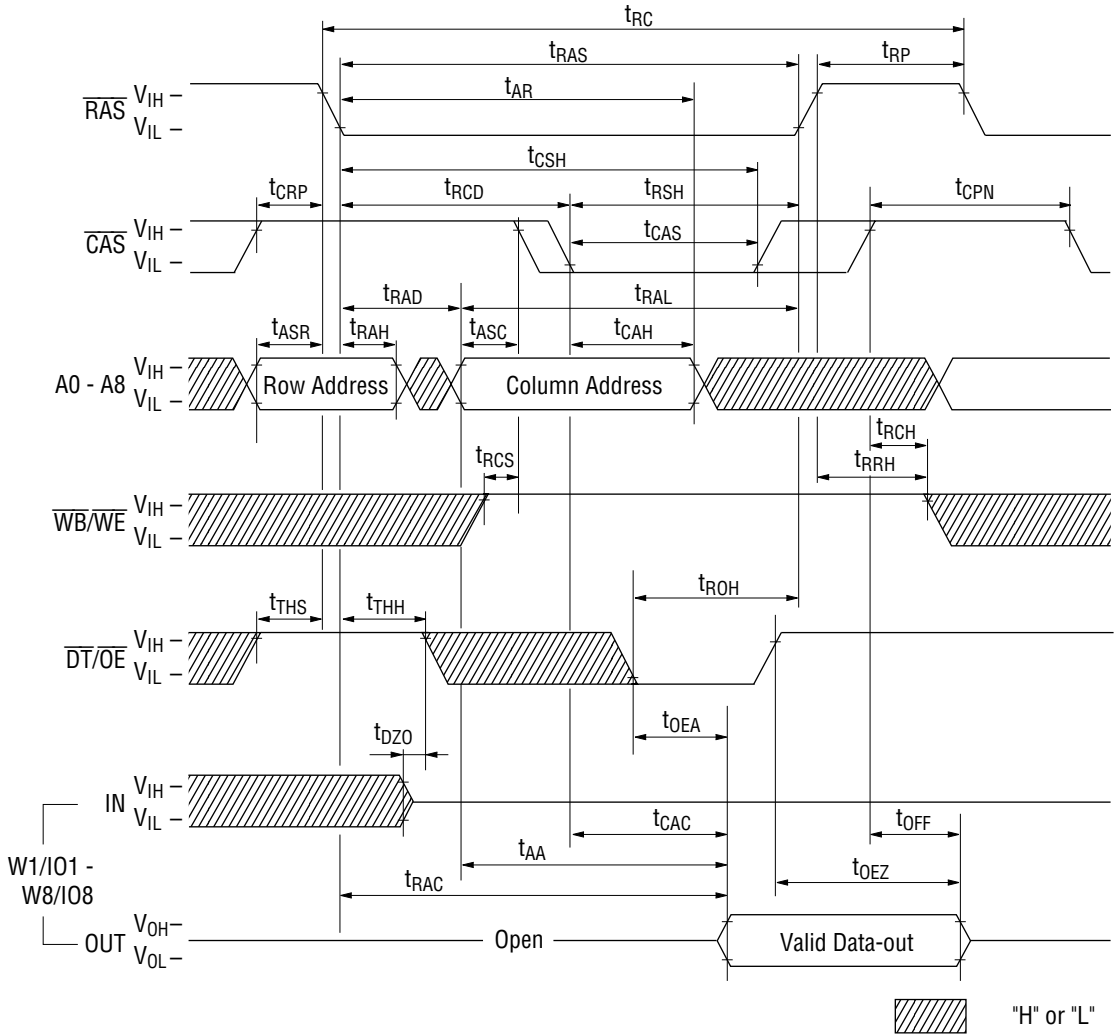 tRC
tRAS
tRP
tAR
RAS
VIH
VIL
tCSH
tCRP
tRCD
tRSH
tCPN
CAS
VIH
VIL
tCAS
tRAD
tRAL
tASR
tRAH
tASC
tCAH
A0 - A8
VIH
VIL
Row Address
Column Address
tRCH
tRCS
tRRH
WB/WE
VIH
VIL
tROH
tTHS
tTHH
DT/OE
VIH
VIL
tOEA
tDZO
IN
VIH
VIL
tCAC
tOFF
tAA
tOEZ
W1/IO1 -
W8/IO8
tRAC
OUT
VOH
VOL
Open
Valid Data-out
"H" or "L"